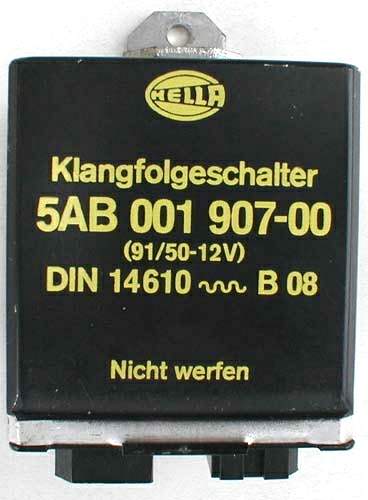 HELLA
Klangfolgeschalter
5AB 001 907-00
(91/50-12V)
DIN 14610 ∿∿∿ B 08
Nicht werfen